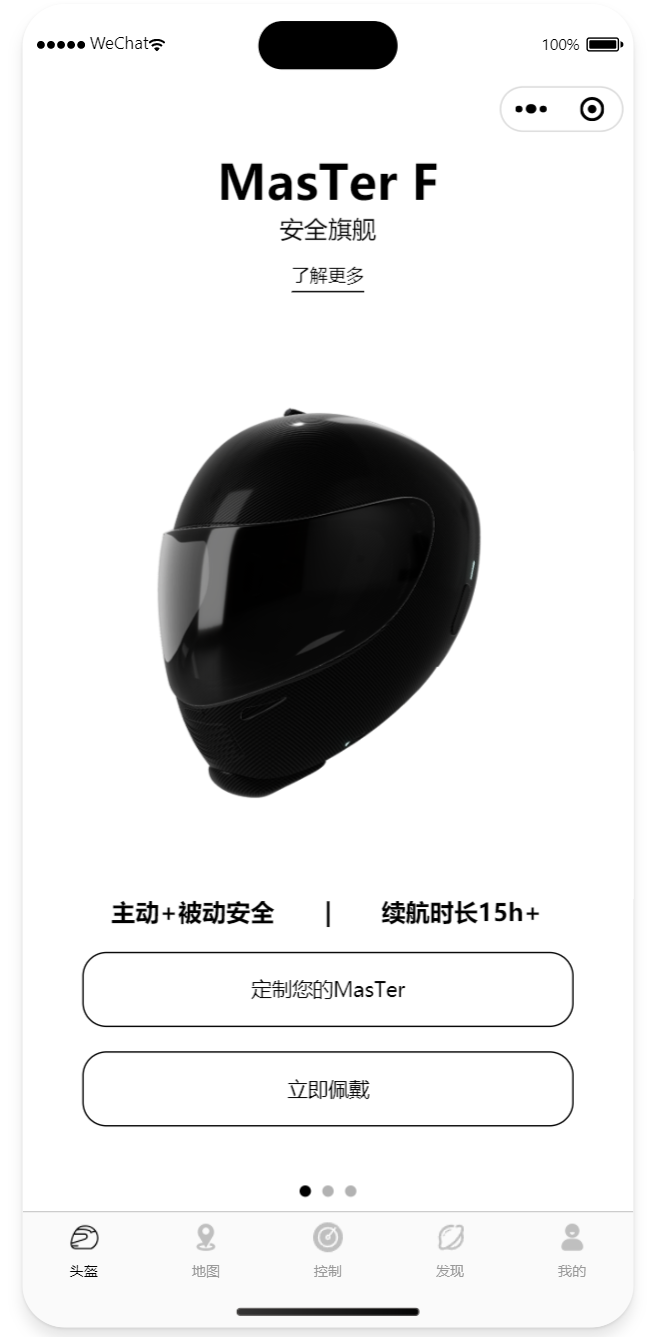 WeChat
100%
MasTer F
安全旗舰
了解更多
主动+被动安全 | 续航时长15h+
定制您的MasTer
立即佩戴
头盔 地图 控制 发现 我的